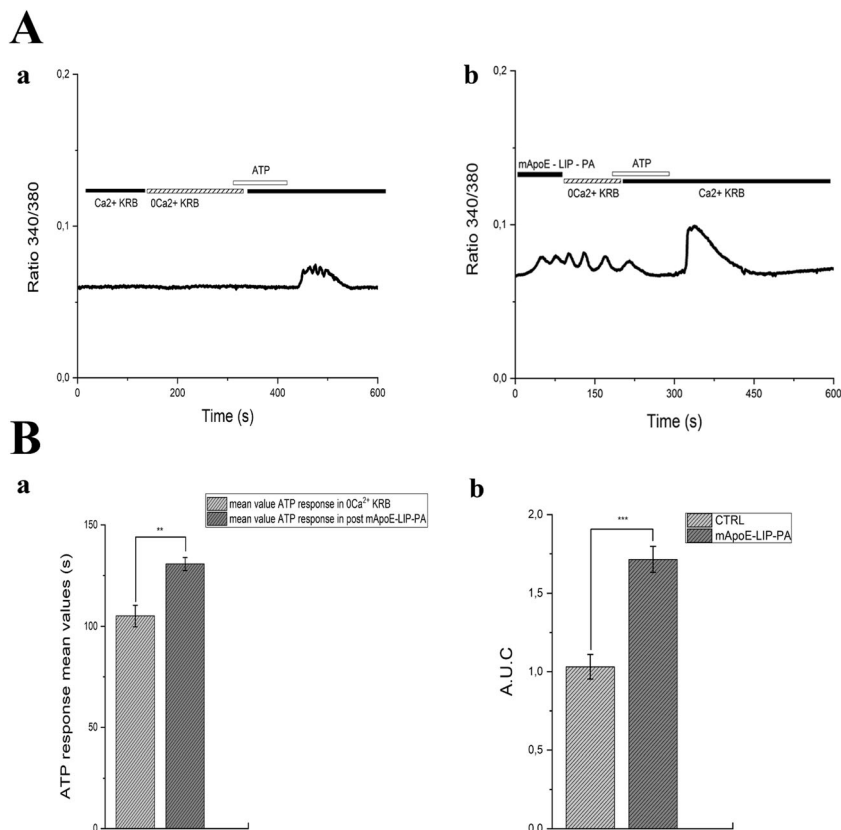 A
a
0,2
0,1
0,0
Ratio 340/380
ATP
Ca2+ KRB
0Ca2+ KRB
0
200
400
600
Time (s)
b
0,2
0,1
0,0
Ratio 340/380
mApoE - LIP - PA
ATP
0Ca2+ KRB
Ca2+ KRB
0
150
300
450
600
Time (s)
B
a
mean value ATP response in 0Ca²⁺ KRB
mean value ATP response in post mApoE-LIP-PA
150
100
50
0
**
ATP response mean values (s)
b
CTRL
mApoE-LIP-PA
2,0
1,5
1,0
0,5
0,0
***
A.U.C